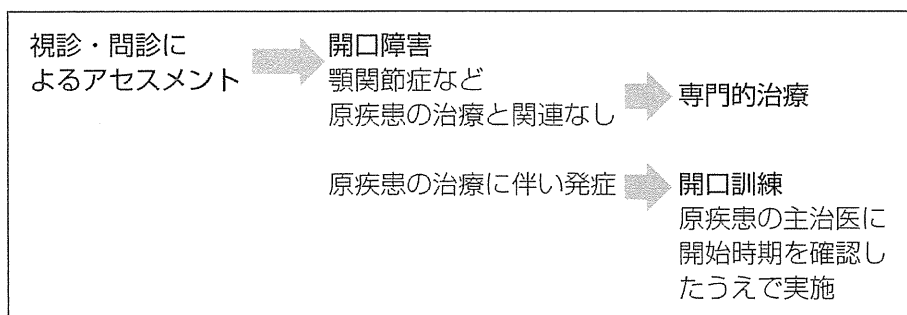 視診・問診に
よるアセスメント
開口障害
顎関節症など
原疾患の治療と関連なし
専門的治療
原疾患の治療に伴い発症
開口訓練
原疾患の主治医に
開始時期を確認し
たうえで実施